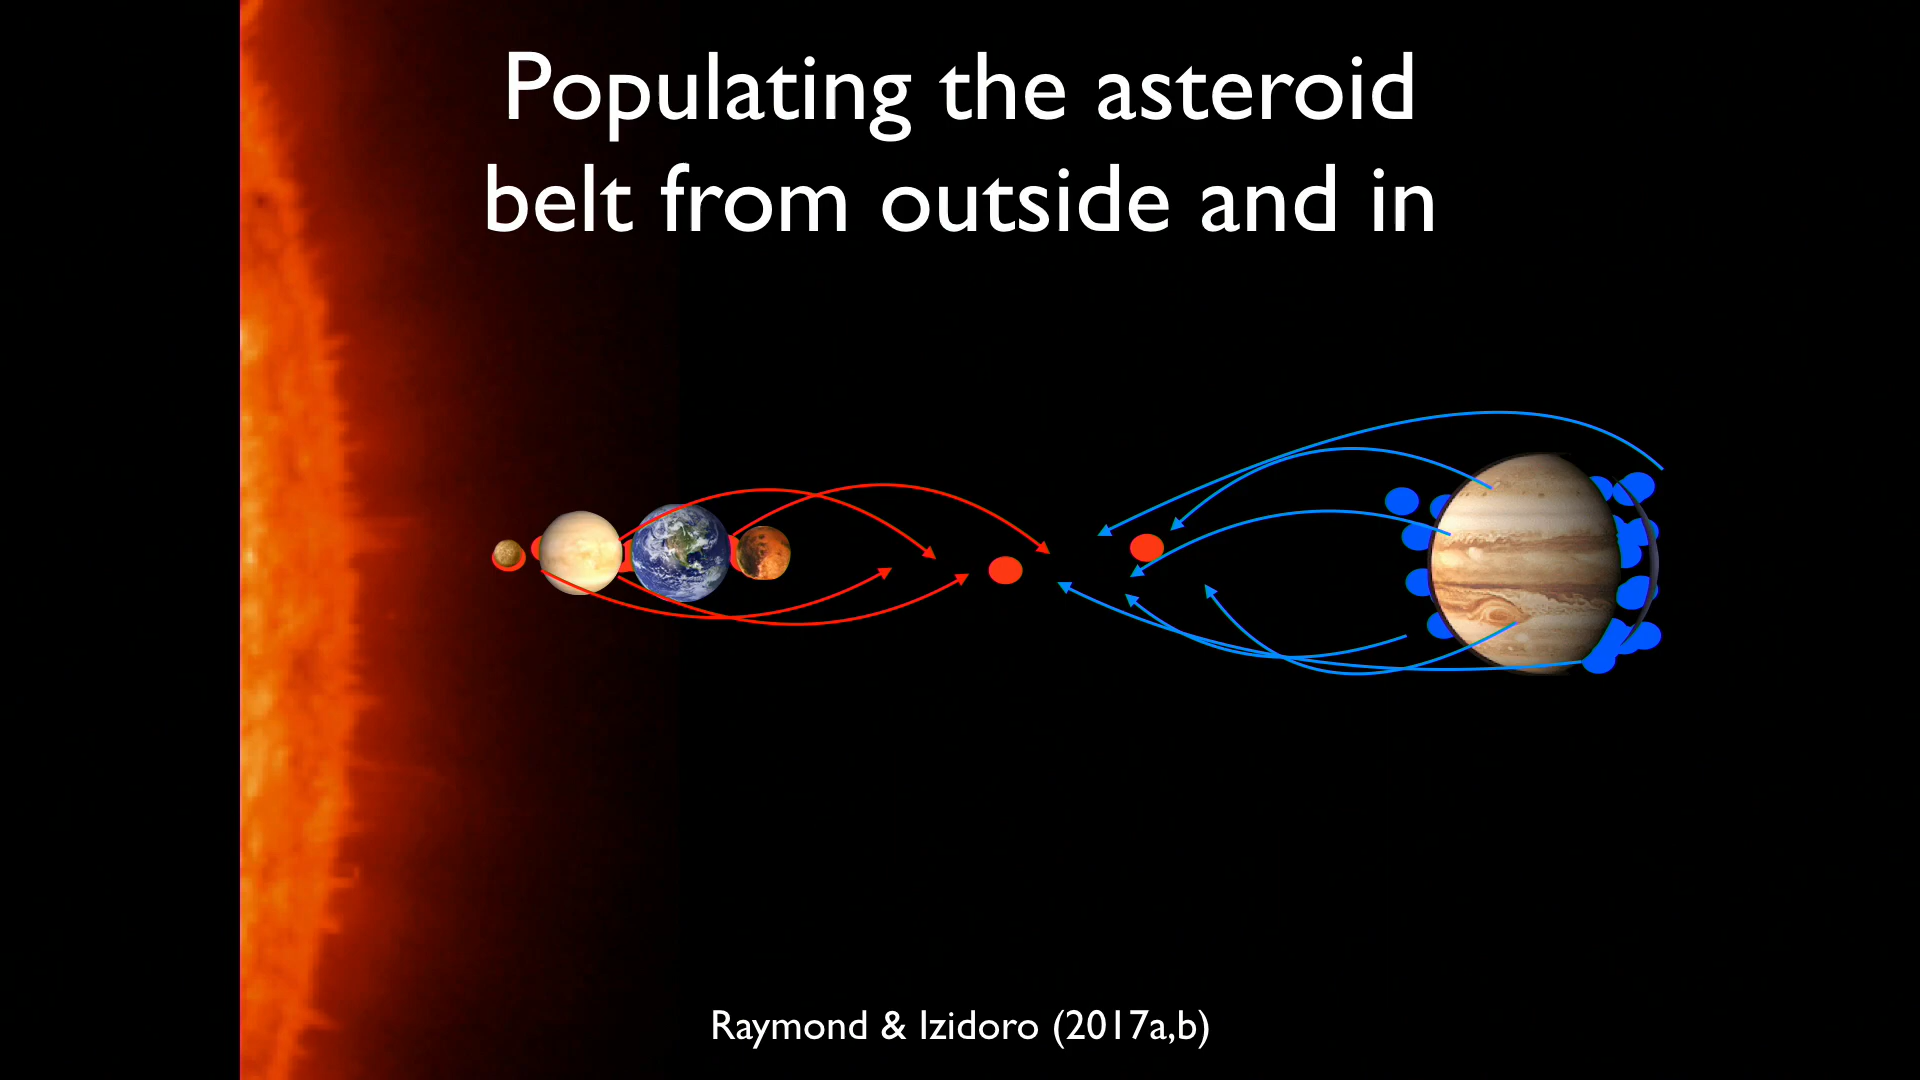 Populating the asteroid
belt from outside and in
Raymond & Izidoro (2017a,b)